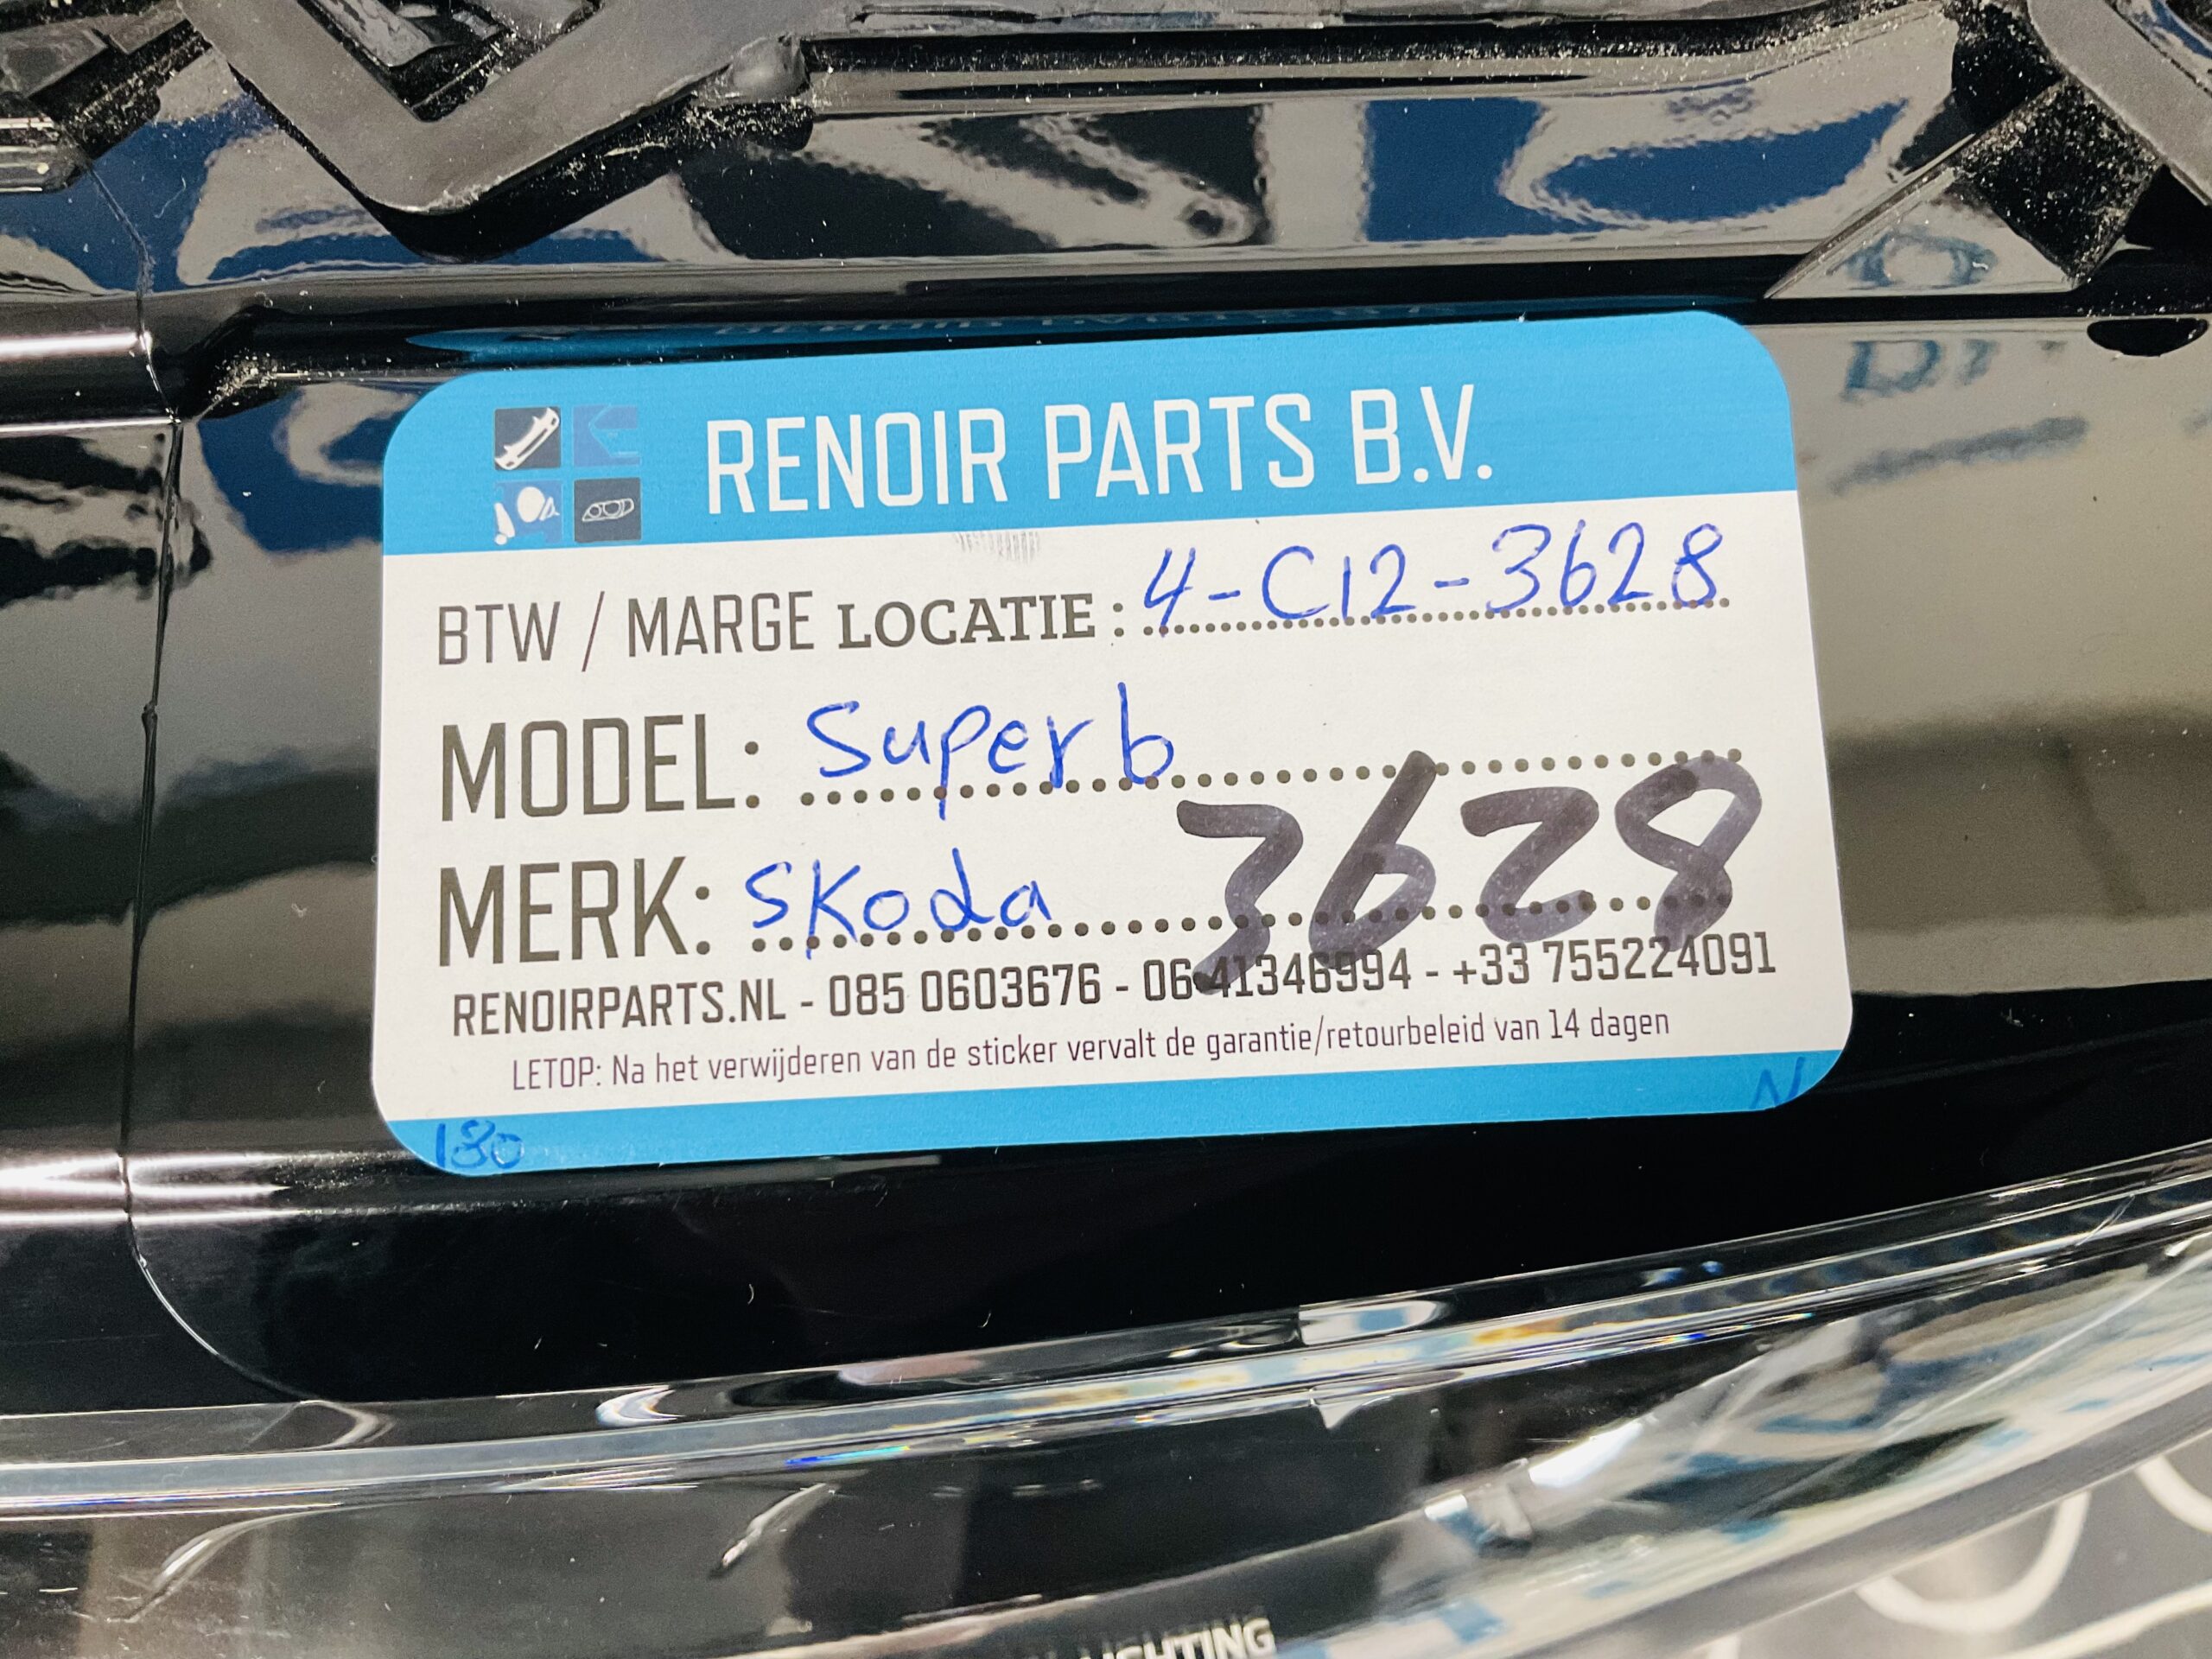 RENOIR PARTS B.V.
BTW / MARGE LOCATIE : 4-C12-3628
MODEL: Superb
MERK: Skoda
3628
RENOIRPARTS.NL - 085 0603676 - 06 41346994 - +33 755224091
LETOP: Na het verwijderen van de sticker vervalt de garantie/retourbeleid van 14 dagen
180
N
LIGHTING